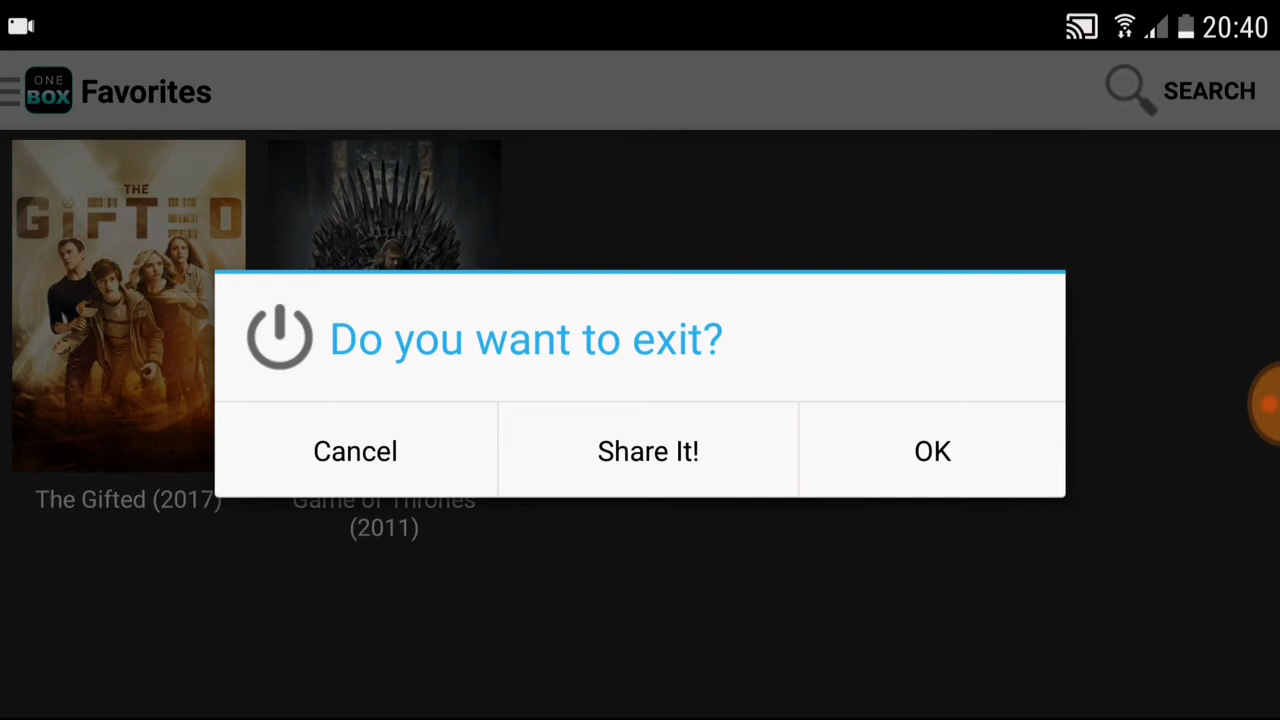 20:40
ONE
BOX
Favorites
SEARCH
THE
GIFTED
Do you want to exit?
Cancel
Share It!
OK
The Gifted (2017)
Game of Thrones
(2011)